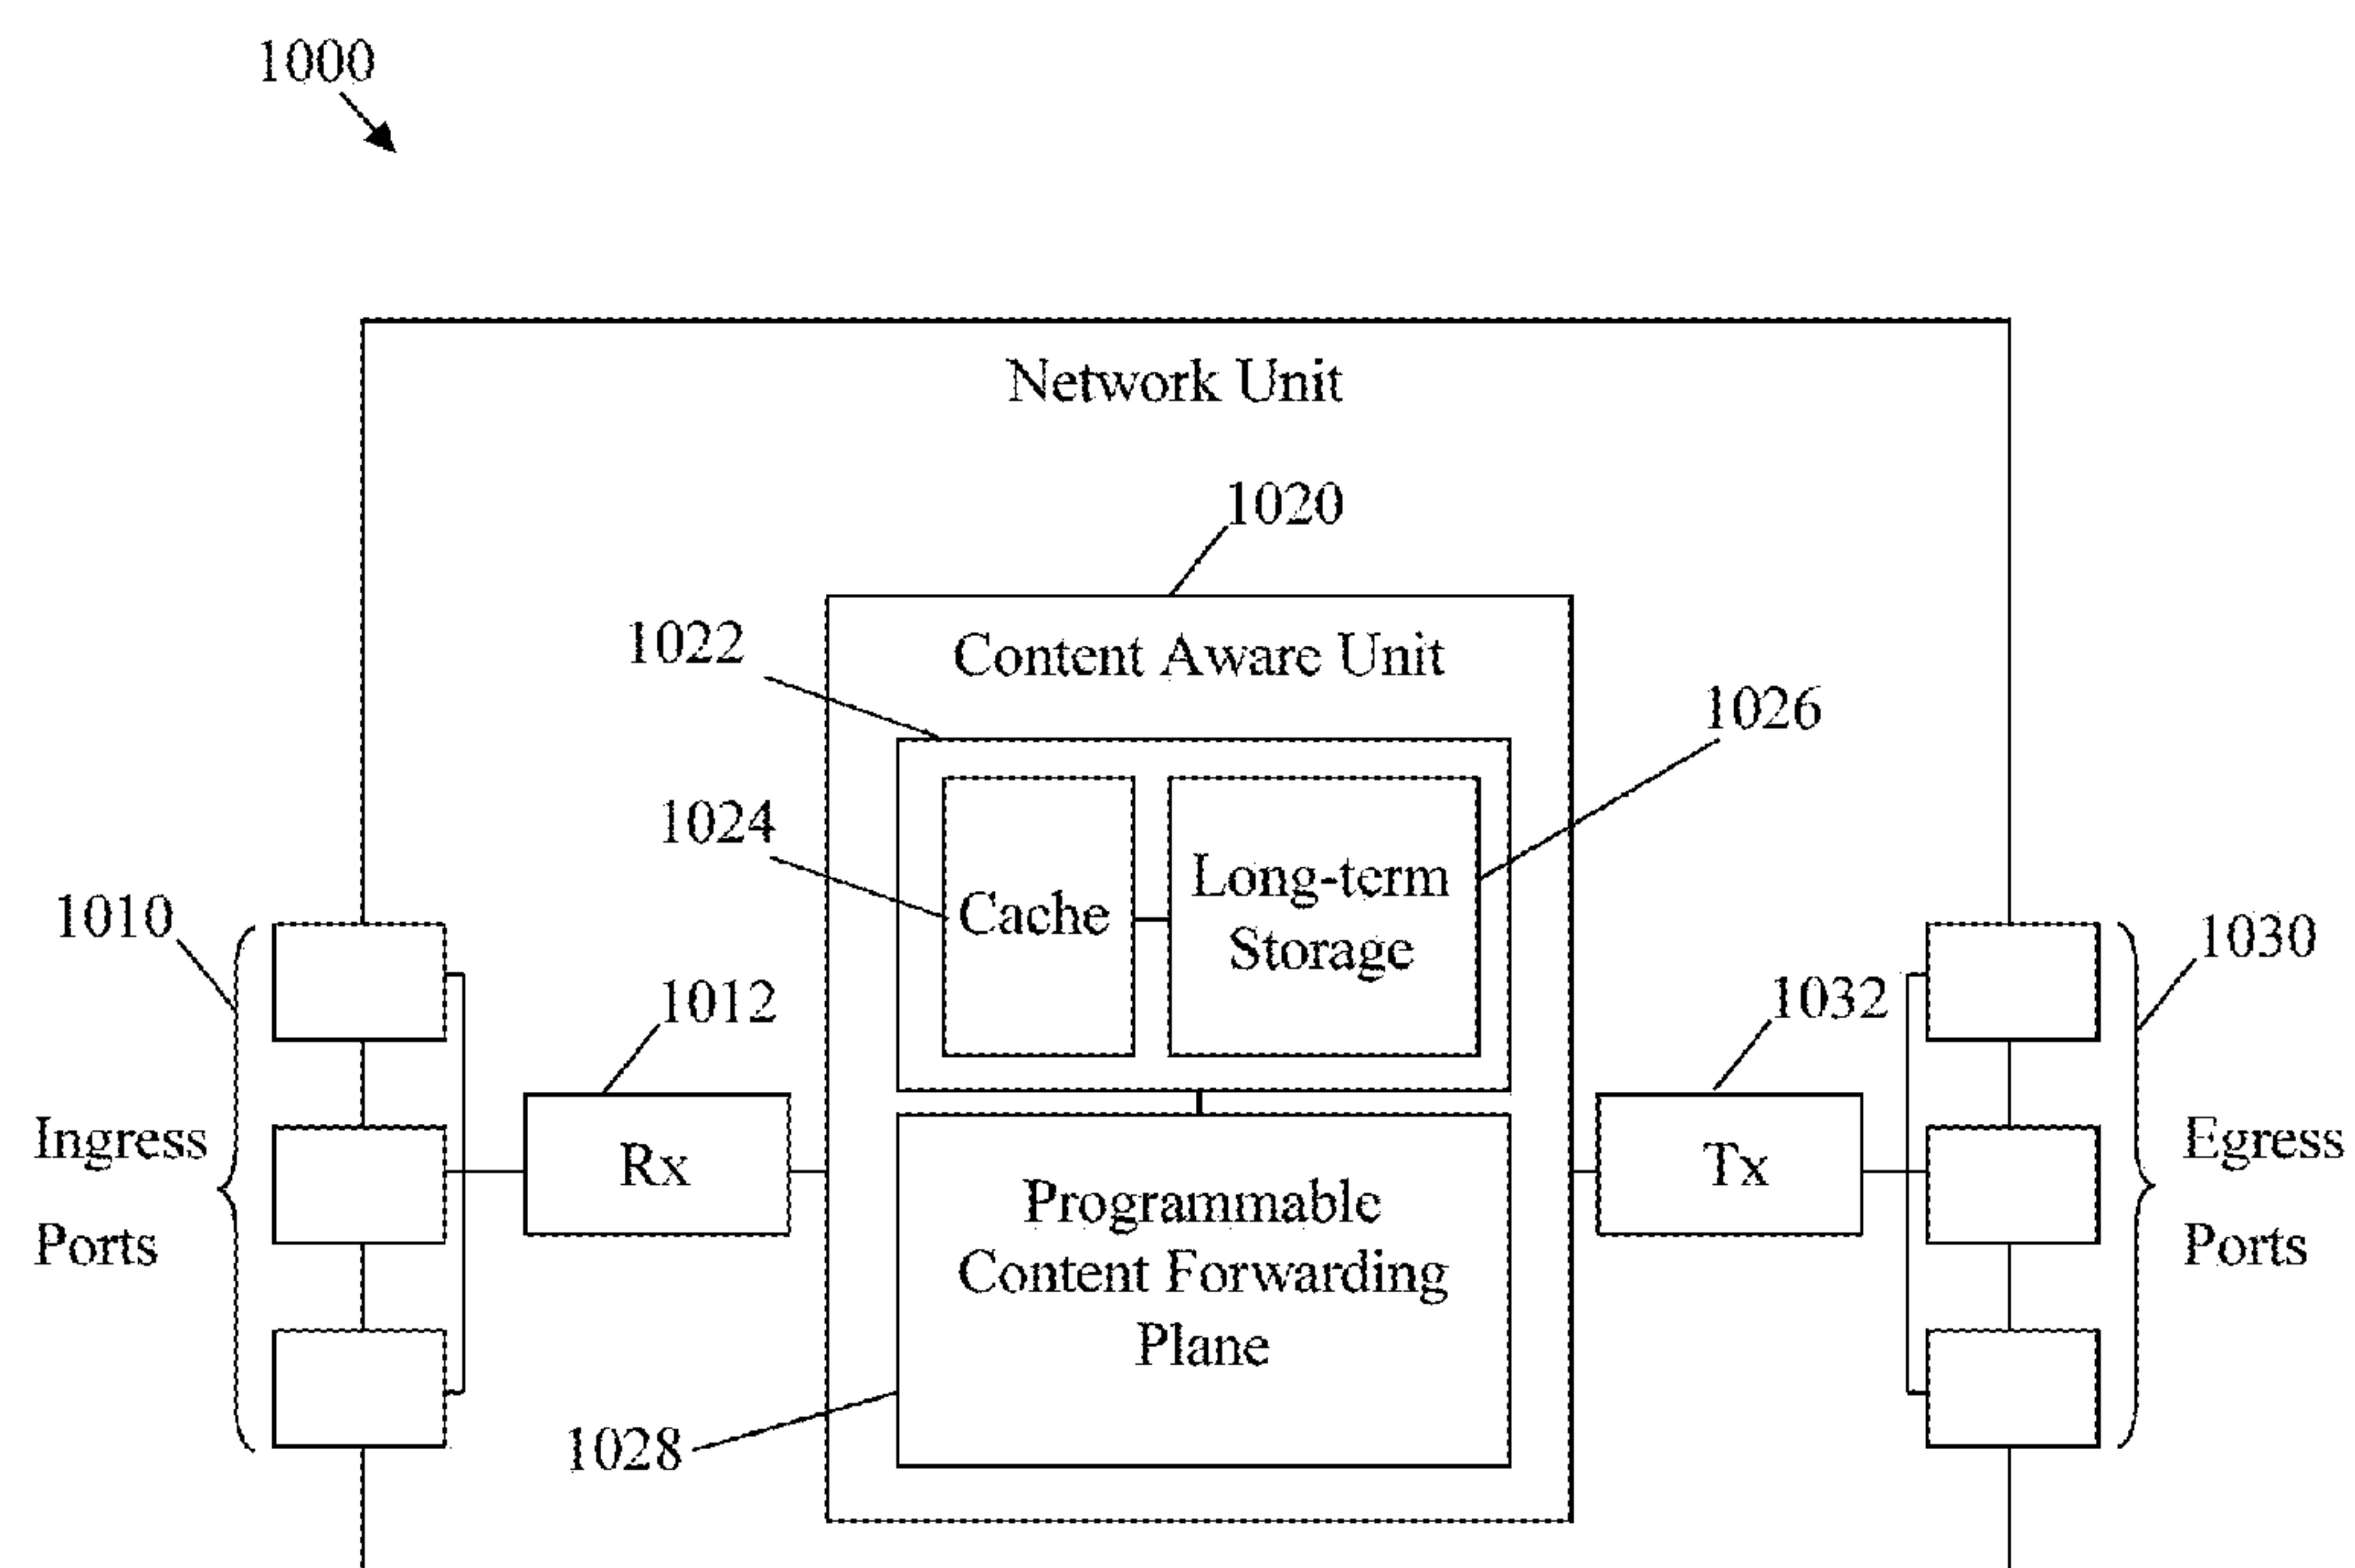 1000
Network Unit
1020
1022
Content Aware Unit
1026
1024
Cache
Long-term
Storage
1010
1030
1012
1032
Ingress
Ports
Rx
Tx
Egress
Ports
Programmable
Content Forwarding
Plane
1028